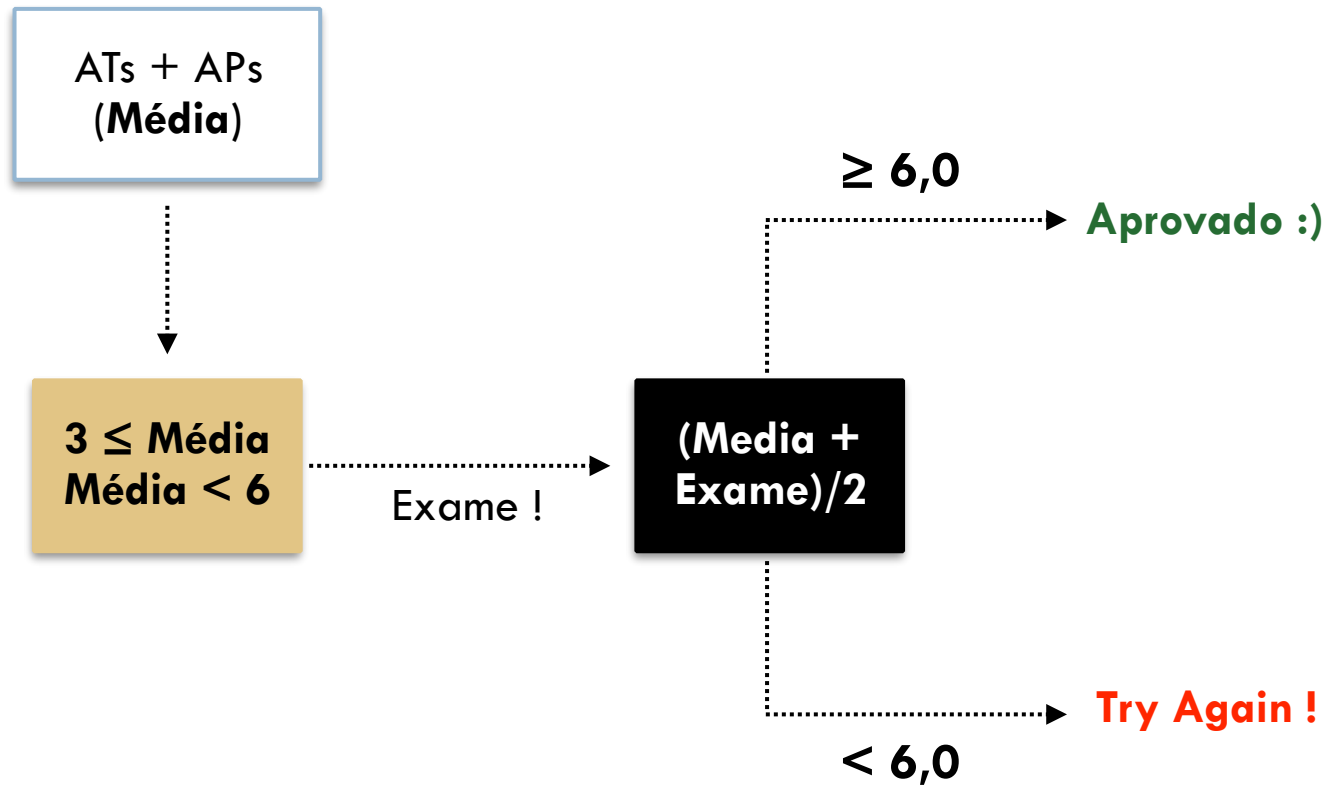 ATs + APs
(Média)
≥ 6,0
Aprovado :)
3 ≤ Média
Média < 6
Exame !
(Media +
Exame)/2
Try Again !
< 6,0